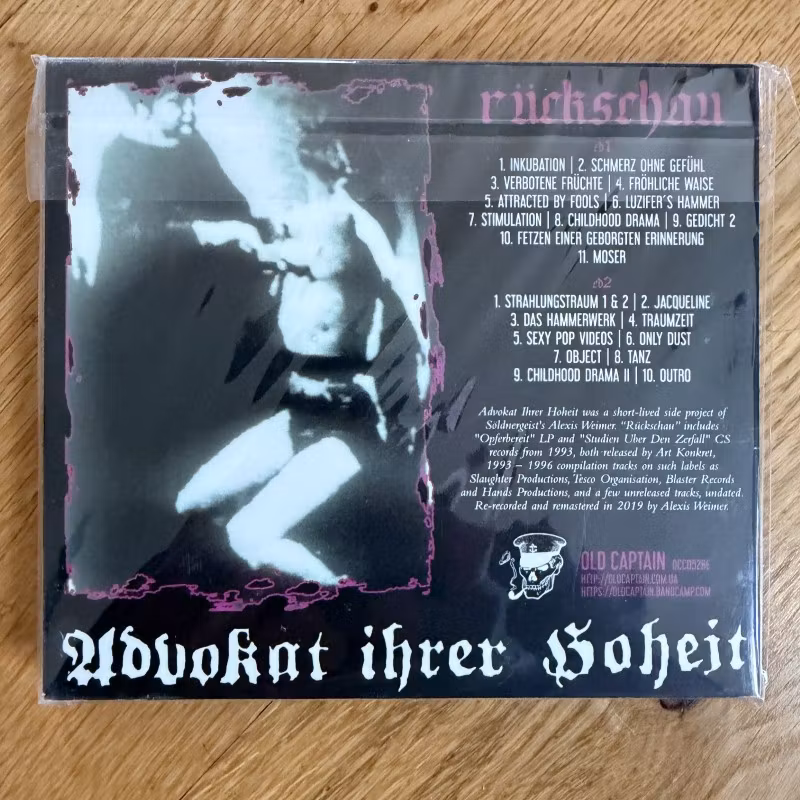 rückschau
cd1
1. INKUBATION | 2. SCHMERZ OHNE GEFÜHL
3. VERBOTENE FRÜCHTE | 4. FRÖHLICHE WAISE
5. ATTRACTED BY FOOLS | 6. LUZIFER´S HAMMER
7. STIMULATION | 8. CHILDHOOD DRAMA | 9. GEDICHT 2
10. FETZEN EINER GEBORGTEN ERINNERUNG
11. MOSER
cd2
1. STRAHLUNGSTRAUM 1 & 2 | 2. JACQUELINE
3. DAS HAMMERWERK | 4. TRAUMZEIT
5. SEXY POP VIDEOS | 6. ONLY DUST
7. OBJECT | 8. TANZ
9. CHILDHOOD DRAMA II | 10. OUTRO
Advokat Ihrer Hoheit was a short-lived side project of
Söldnergeist's Alexis Weimer. "Rückschau" includes
"Opferbereit" LP and "Studien Uber Den Zerfall" CS
records from 1993, both released by Art Konkret,
1993 – 1996 compilation tracks on such labels as
Slaughter Productions, Tesco Organisation, Blaster Records
and Hands Productions, and a few unreleased tracks, undated.
Re-recorded and remastered in 2019 by Alexis Weimer.
OLD CAPTAIN OCCD52RE
HTTP://OLDCAPTAIN.COM.UA
HTTPS://OLDCAPTAIN.BANDCAMP.COM
Advokat ihrer Hoheit